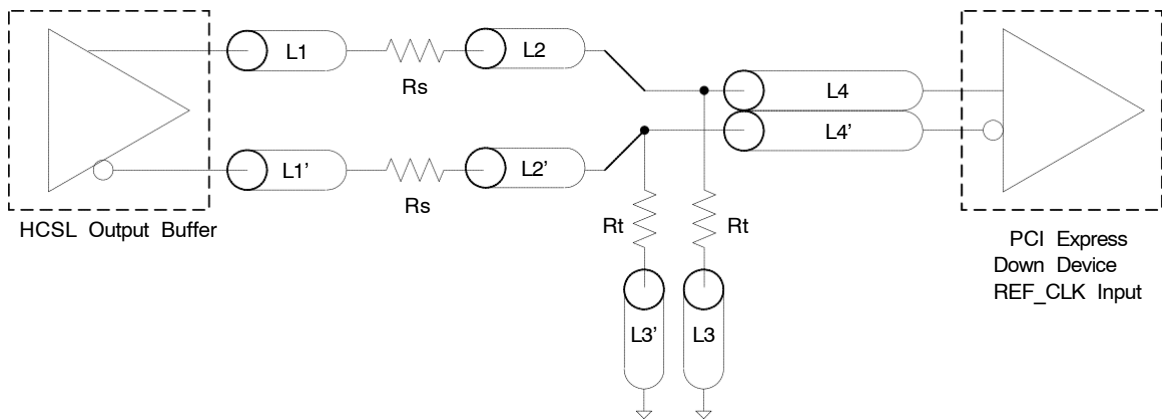 L1
Rs
L2
L4
L4’
L1’
Rs
L2’
HCSL Output Buffer
Rt
Rt
L3’
L3
PCI Express
Down Device
REF_CLK Input